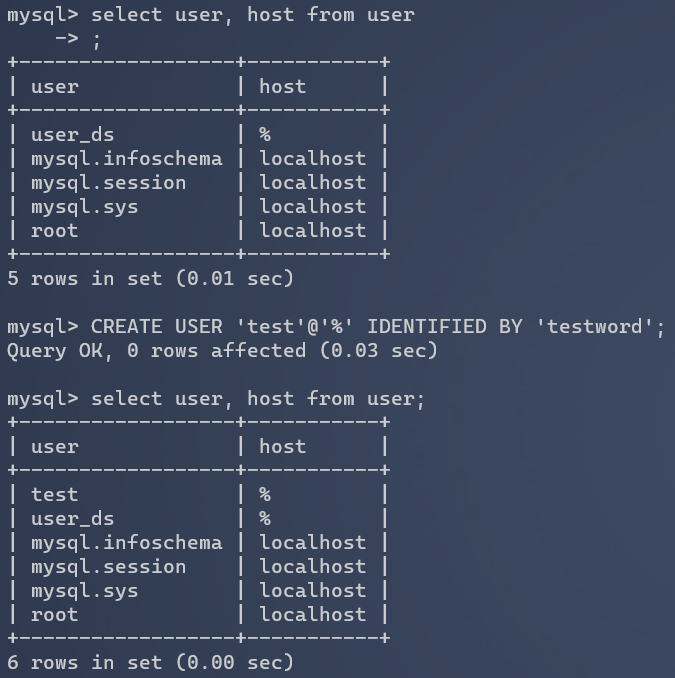 mysql> select user, host from user
    -> ;
+------------------+-----------+
| user             | host      |
+------------------+-----------+
| user_ds          | %         |
| mysql.infoschema | localhost |
| mysql.session    | localhost |
| mysql.sys        | localhost |
| root             | localhost |
+------------------+-----------+
5 rows in set (0.01 sec)

mysql> CREATE USER 'test'@'%' IDENTIFIED BY 'testword';
Query OK, 0 rows affected (0.03 sec)

mysql> select user, host from user;
+------------------+-----------+
| user             | host      |
+------------------+-----------+
| test             | %         |
| user_ds          | %         |
| mysql.infoschema | localhost |
| mysql.session    | localhost |
| mysql.sys        | localhost |
| root             | localhost |
+------------------+-----------+
6 rows in set (0.00 sec)